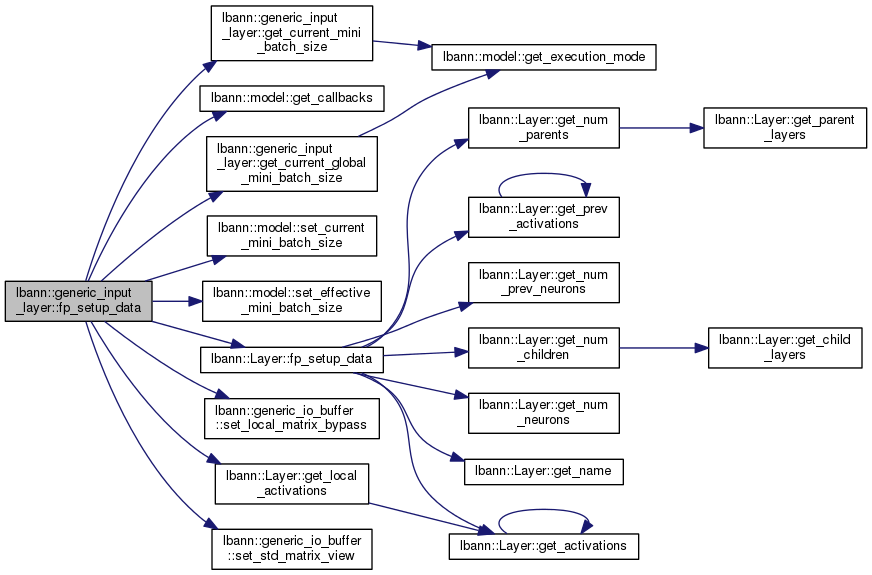 lbann::generic_input
_layer::fp_setup_data
lbann::generic_input
_layer::get_current_mini
_batch_size
lbann::model::get_callbacks
lbann::generic_input
_layer::get_current_global
_mini_batch_size
lbann::model::set_current
_mini_batch_size
lbann::model::set_effective
_mini_batch_size
lbann::Layer::fp_setup_data
lbann::generic_io_buffer
::set_local_matrix_bypass
lbann::Layer::get_local
_activations
lbann::generic_io_buffer
::set_std_matrix_view
lbann::model::get_execution_mode
lbann::Layer::get_num
_parents
lbann::Layer::get_prev
_activations
lbann::Layer::get_num
_prev_neurons
lbann::Layer::get_num
_children
lbann::Layer::get_num
_neurons
lbann::Layer::get_name
lbann::Layer::get_activations
lbann::Layer::get_parent
_layers
lbann::Layer::get_child
_layers